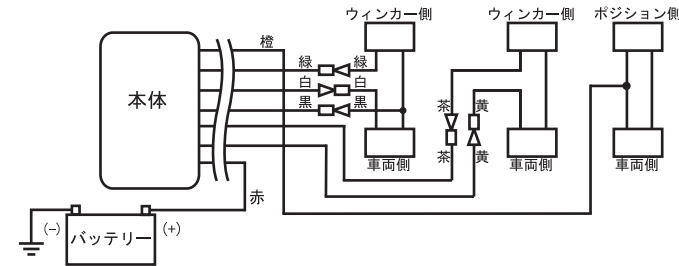 ウィンカー側
ウィンカー側
ポジション側
橙
緑
緑
白
白
黒
黒
本体
茶
黄
茶
黄
車両側
車両側
車両側
赤
(−)
バッテリー
(+)